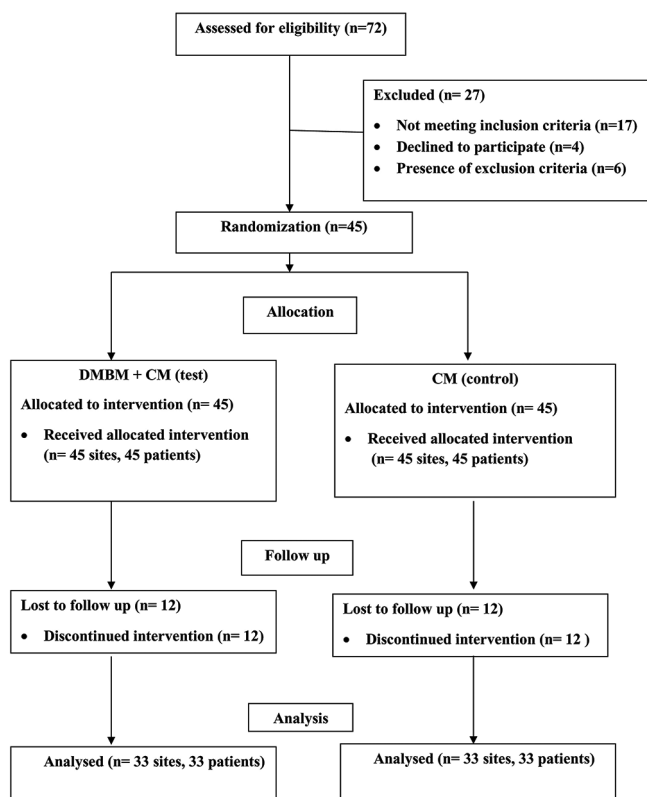 Assessed for eligibility (n=72)
Excluded (n= 27)
• Not meeting inclusion criteria (n=17)
• Declined to participate (n=4)
• Presence of exclusion criteria (n=6)
Randomization (n=45)
Allocation
DMBM + CM (test)
Allocated to intervention (n= 45)
• Received allocated intervention
(n= 45 sites, 45 patients)
CM (control)
Allocated to intervention (n= 45)
• Received allocated intervention
(n= 45 sites, 45 patients)
Follow up
Lost to follow up (n= 12)
• Discontinued intervention (n= 12)
Lost to follow up (n= 12)
• Discontinued intervention (n= 12 )
Analysis
Analysed (n= 33 sites, 33 patients)
Analysed (n= 33 sites, 33 patients)